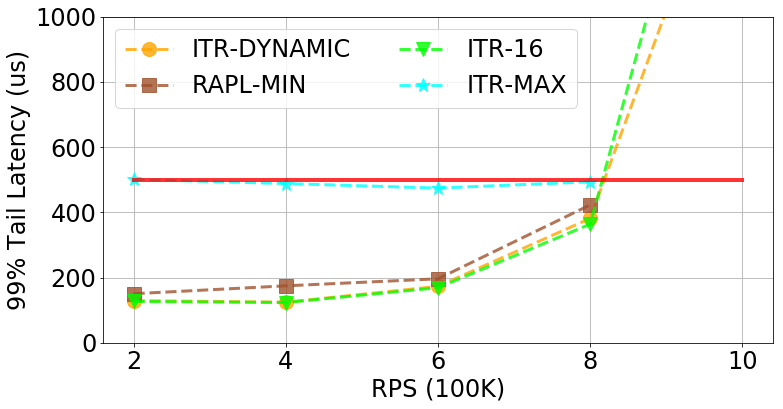 1000
800
600
400
200
0
99% Tail Latency (us)
ITR-DYNAMIC
RAPL-MIN
ITR-16
ITR-MAX
2 4 6 8 10
RPS (100K)